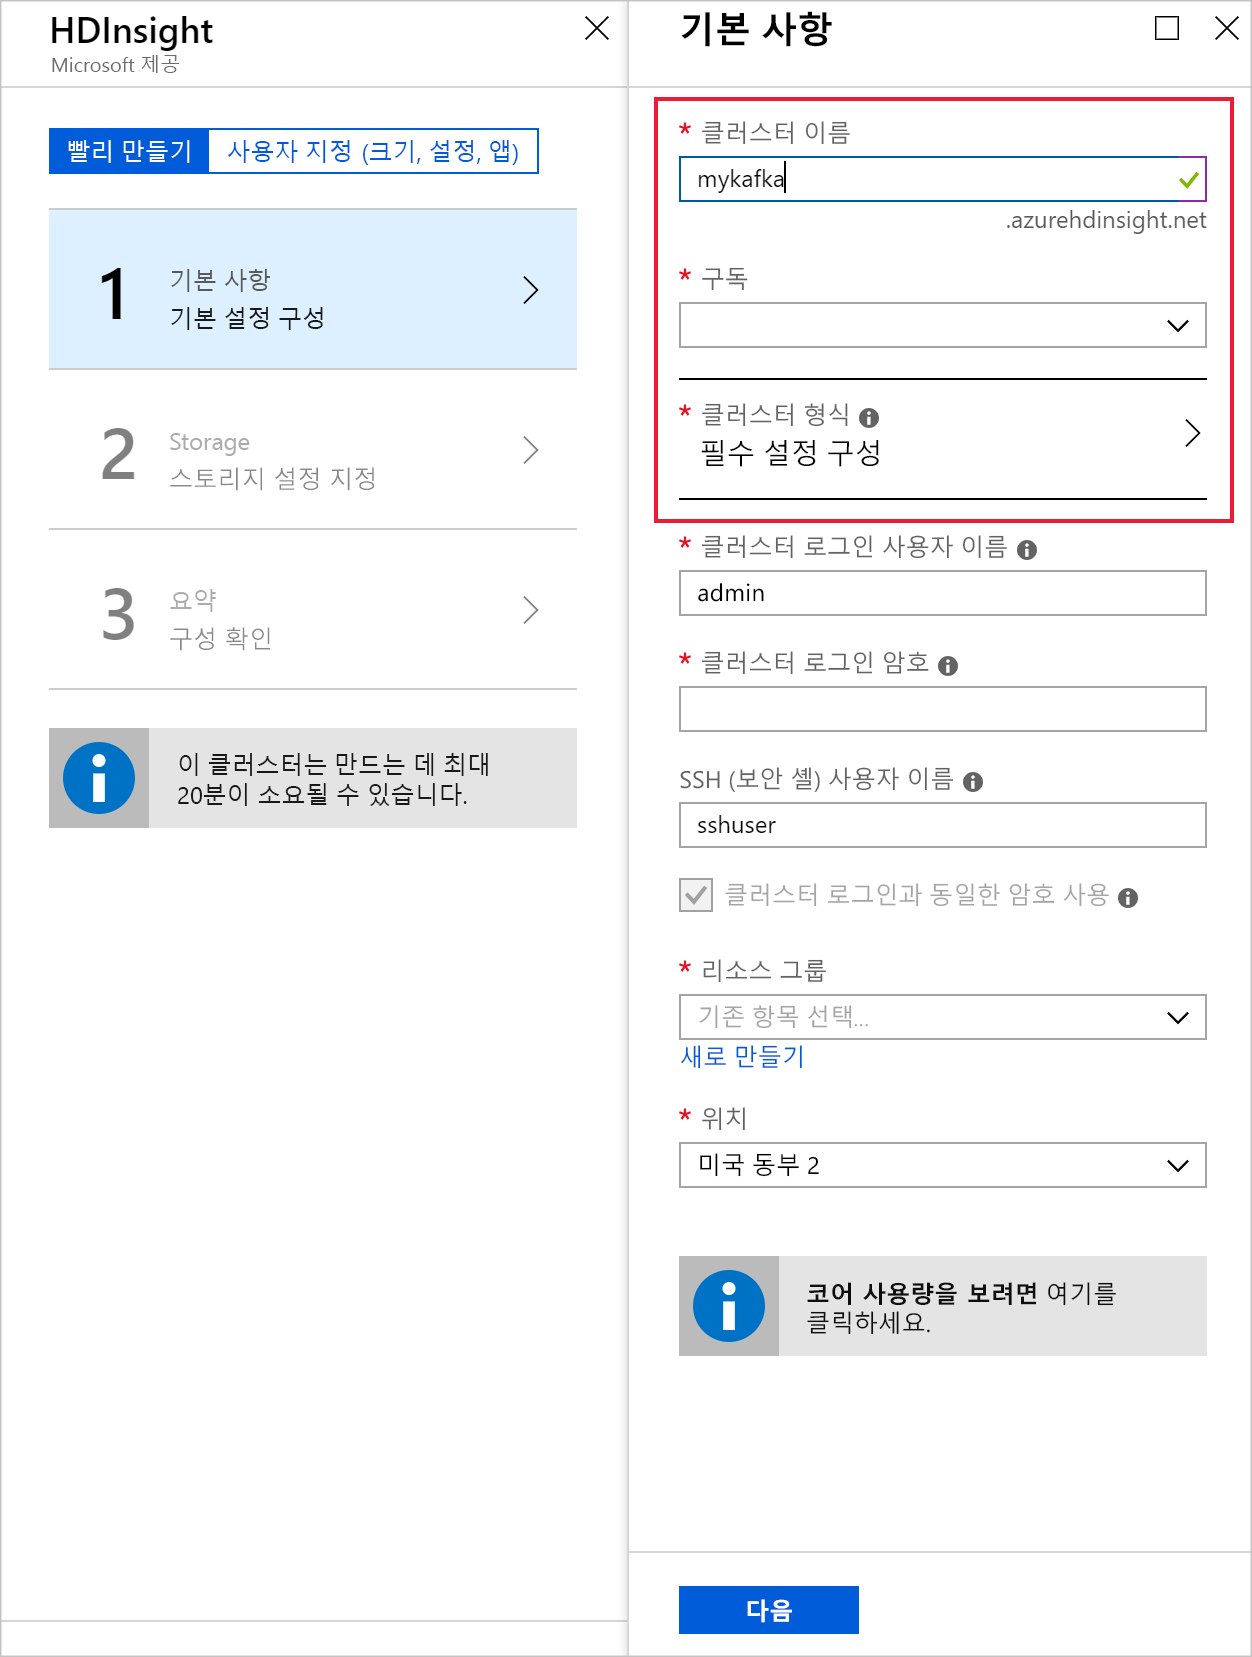 HDInsight
Microsoft 제공
빨리 만들기
사용자 지정 (크기, 설정, 앱)
1
기본 사항
기본 설정 구성
2
Storage
스토리지 설정 지정
3
요약
구성 확인
이 클러스터는 만드는 데 최대
20분이 소요될 수 있습니다.
기본 사항
* 클러스터 이름
mykafka
.azurehdinsight.net
* 구독
* 클러스터 형식
필수 설정 구성
* 클러스터 로그인 사용자 이름
admin
* 클러스터 로그인 암호
SSH (보안 셸) 사용자 이름
sshuser
클러스터 로그인과 동일한 암호 사용
* 리소스 그룹
기존 항목 선택...
새로 만들기
* 위치
미국 동부 2
코어 사용량을 보려면 여기를
클릭하세요.
다음